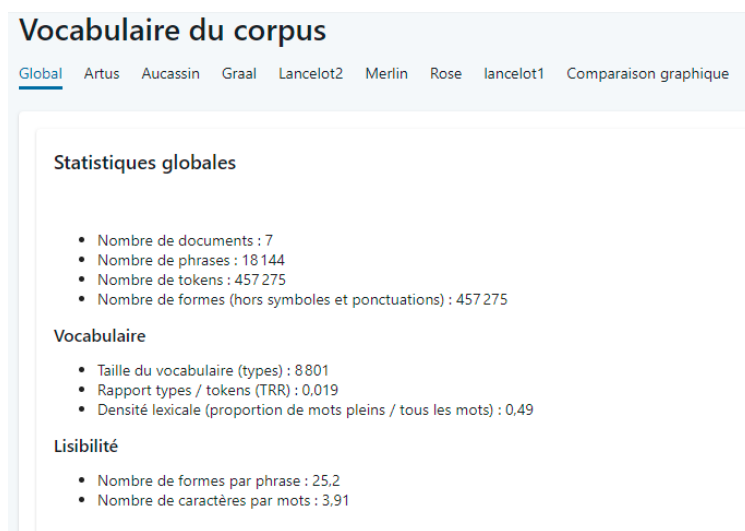 Vocabulaire du corpus
Global Artus Aucassin Graal Lancelot2 Merlin Rose lancelot1 Comparaison graphique
Statistiques globales
• Nombre de documents : 7
• Nombre de phrases : 18 144
• Nombre de tokens : 457 275
• Nombre de formes (hors symboles et ponctuations) : 457 275
Vocabulaire
• Taille du vocabulaire (types) : 8 801
• Rapport types / tokens (TRR) : 0,019
• Densité lexicale (proportion de mots pleins / tous les mots) : 0,49
Lisibilité
• Nombre de formes par phrase : 25,2
• Nombre de caractères par mots : 3,91